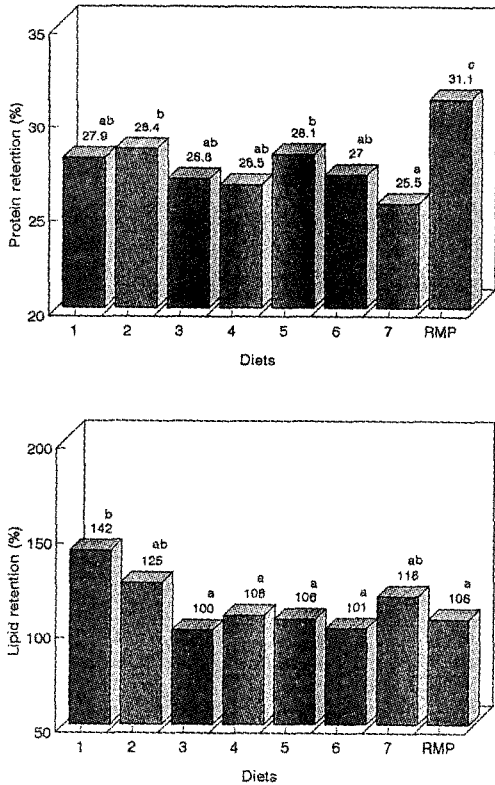 35
30
25
20
Protein retention (%)
ab
27.9
b
28.4
ab
26.8
ab
26.5
b
28.1
ab
27
a
25.5
c
31.1
1 2 3 4 5 6 7 RMP
Diets
200
150
100
50
Lipid retention (%)
b
142
ab
125
a
100
a
108
a
106
a
101
ab
116
a
106
1 2 3 4 5 6 7 RMP
Diets